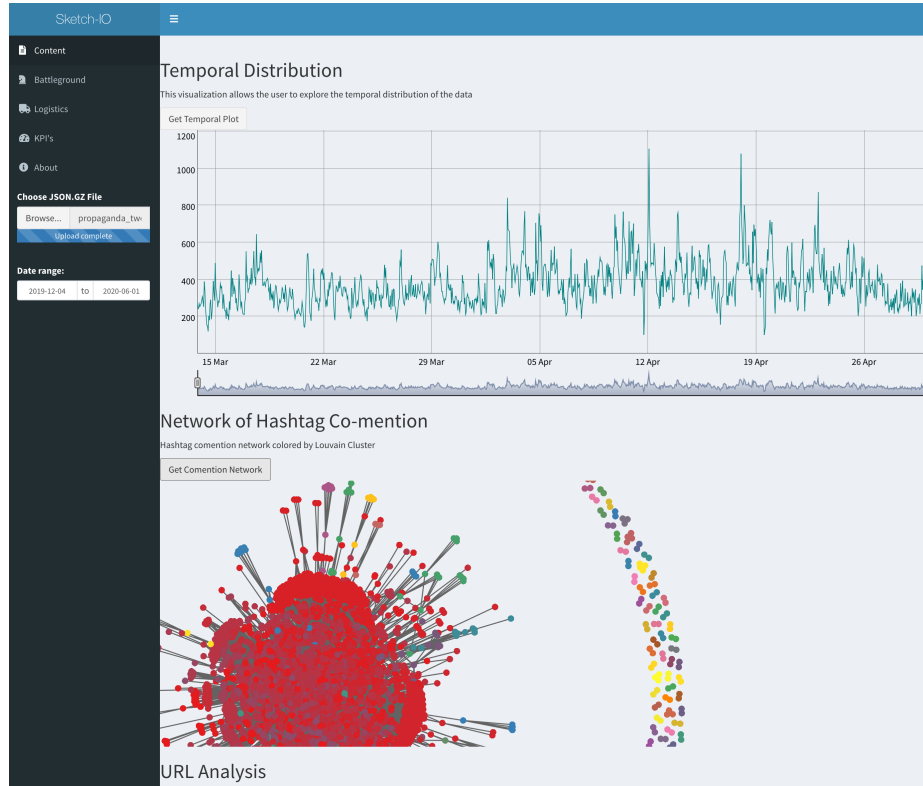 Sketch-IO
Content
Battleground
Logistics
KPI's
About
Choose JSON.GZ File
Browse... propaganda_tw
Upload complete
Date range:
2019-12-04 to 2020-06-01
Temporal Distribution
This visualization allows the user to explore the temporal distribution of the data
Get Temporal Plot
1200
1000
800
600
400
200
15 Mar 22 Mar 29 Mar 05 Apr 12 Apr 19 Apr 26 Apr
Network of Hashtag Co-mention
Hashtag comention network colored by Louvain Cluster
Get Comention Network
URL Analysis